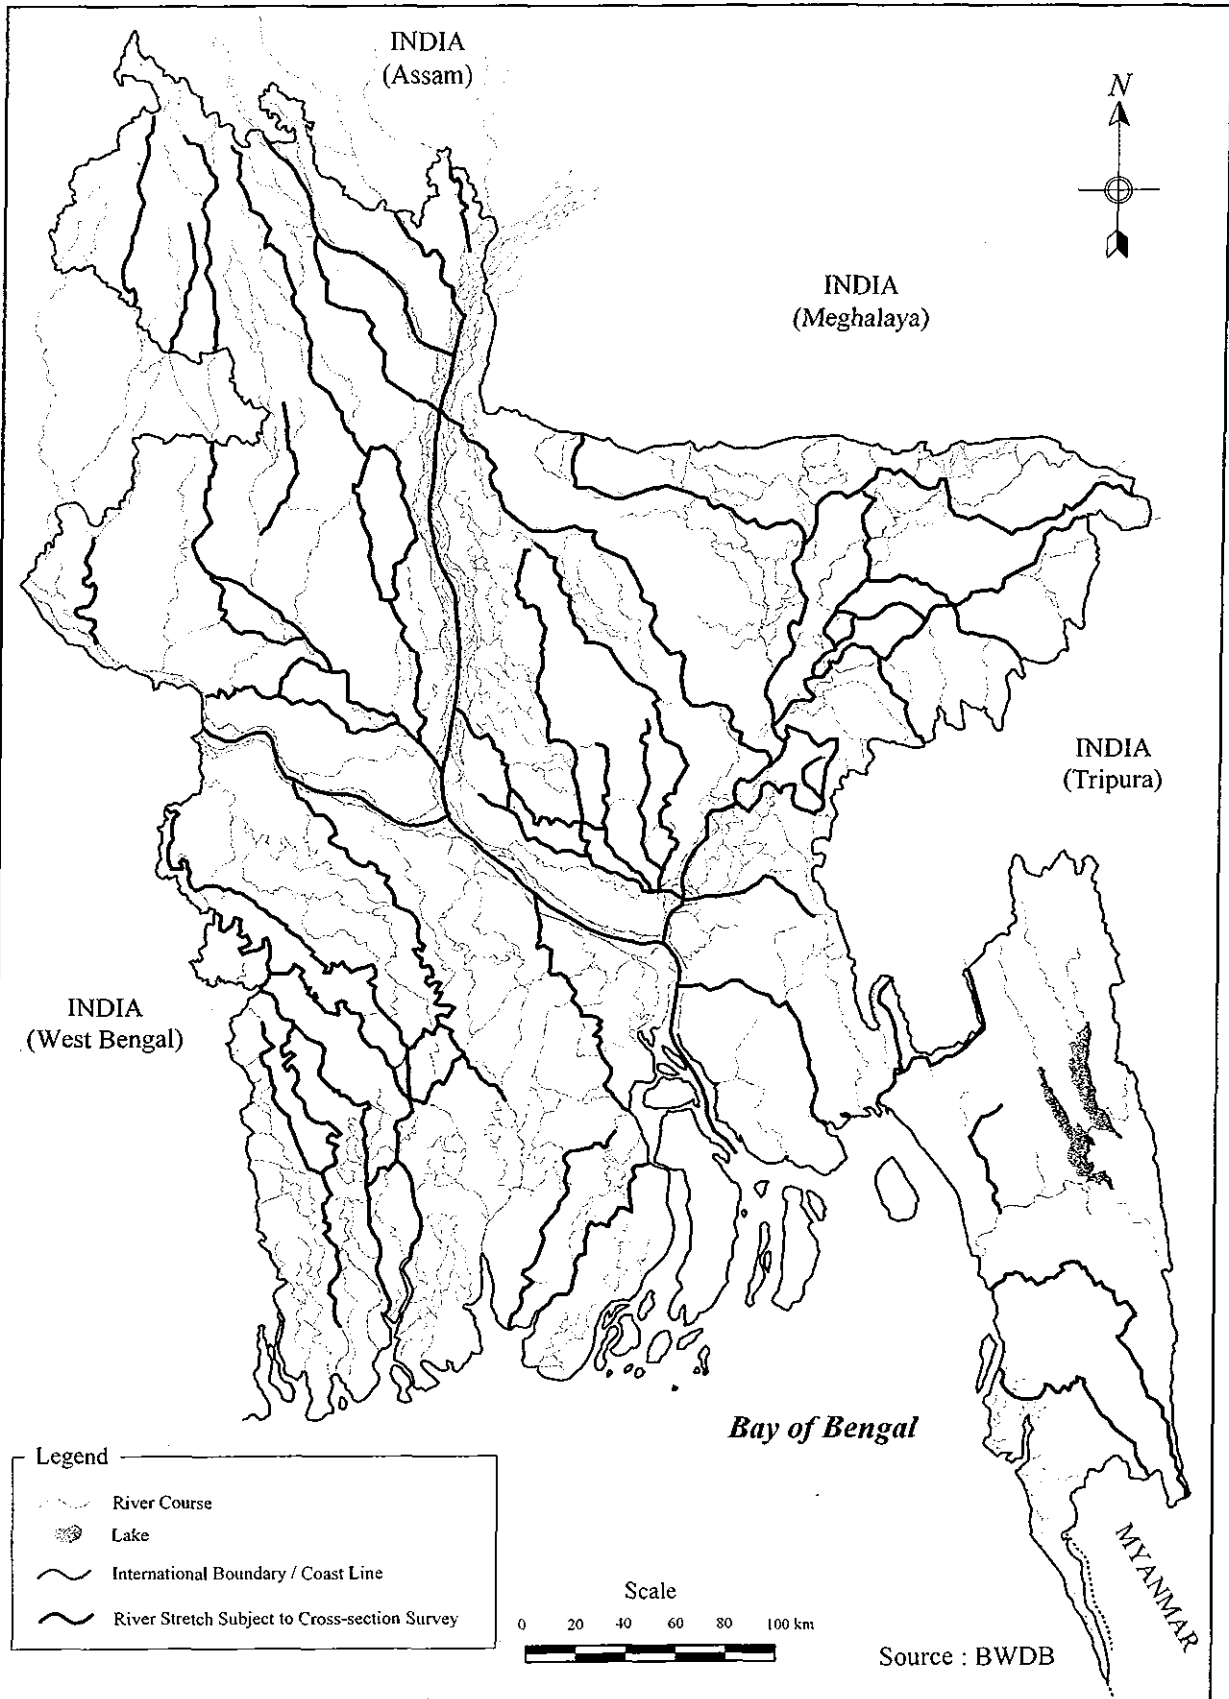 INDIA
(Assam)
N
INDIA
(Meghalaya)
INDIA
(Tripura)
INDIA
(West Bengal)
Bay of Bengal
MYANMAR
Legend
River Course
Lake
International Boundary / Coast Line
River Stretch Subject to Cross-section Survey
Scale
0 20 40 60 80 100 km
Source : BWDB